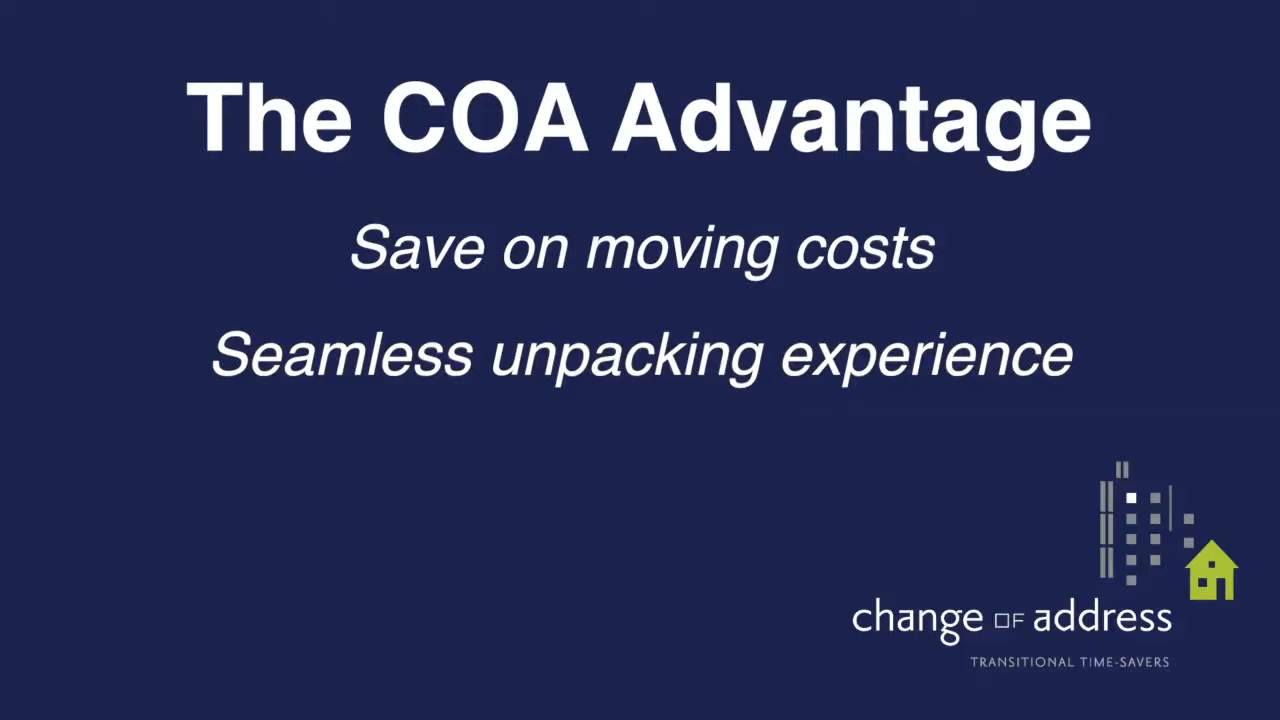 The COA Advantage
Save on moving costs
Seamless unpacking experience
change OF address
TRANSITIONAL TIME-SAVERS